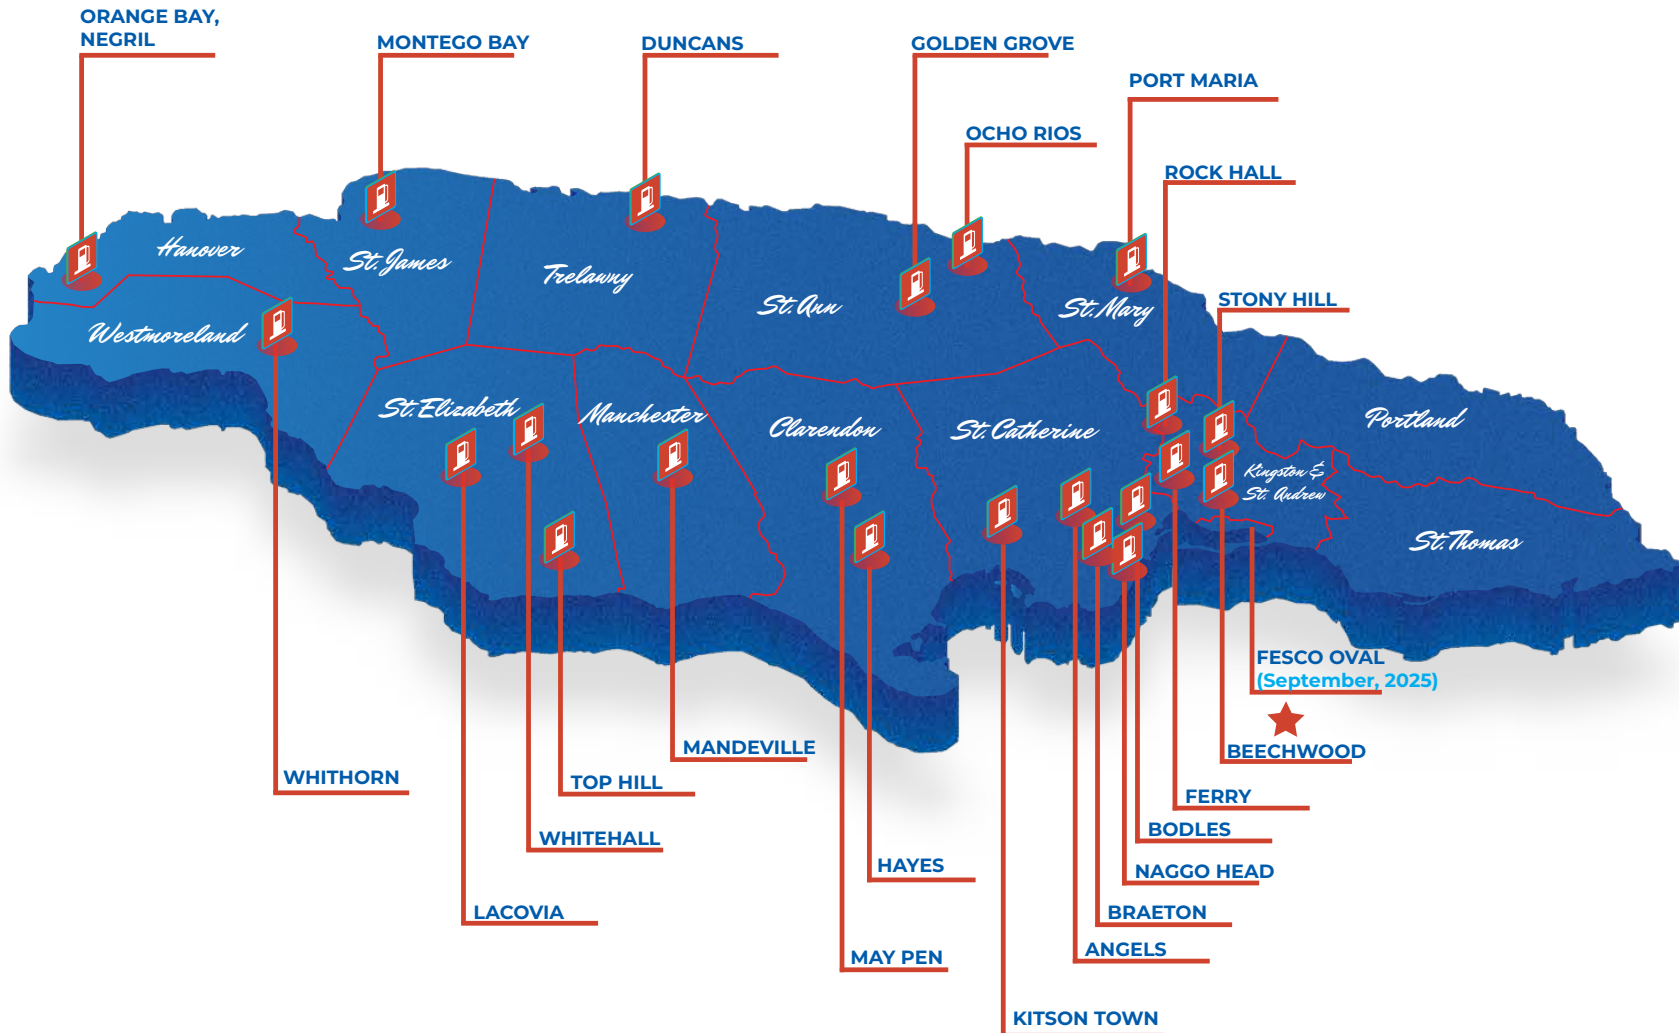 ORANGE BAY,
NEGRIL
MONTEGO BAY
DUNCANS
GOLDEN GROVE
PORT MARIA
OCHO RIOS
ROCK HALL
STONY HILL
Hanover
St. James
Trelawny
St. Ann
St. Mary
Westmoreland
St. Elizabeth
Manchester
Clarendon
St. Catherine
Portland
Kingston &
St. Andrew
St. Thomas
FESCO OVAL
(September, 2025)
BEECHWOOD
MANDEVILLE
WHITHORN
TOP HILL
FERRY
BODLES
WHITEHALL
HAYES
NAGGO HEAD
LACOVIA
BRAETON
ANGELS
MAY PEN
KITSON TOWN